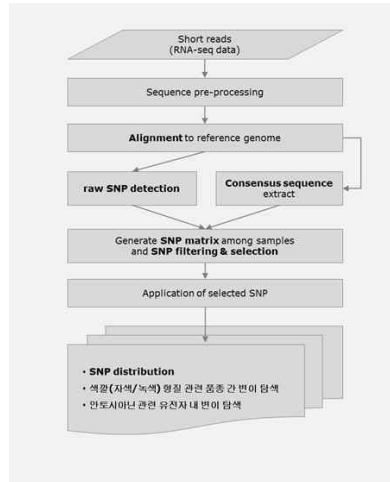 Short reads
(RNA-seq data)
Sequence pre-processing
Alignment to reference genome
raw SNP detection
Consensus sequence
extract
Generate SNP matrix among samples
and SNP filtering & selection
Application of selected SNP
• SNP distribution
• 색깔(자색/녹색) 형질 관련 품종 간 변이 탐색
• 안토시아닌 관련 유전자 내 변이 탐색